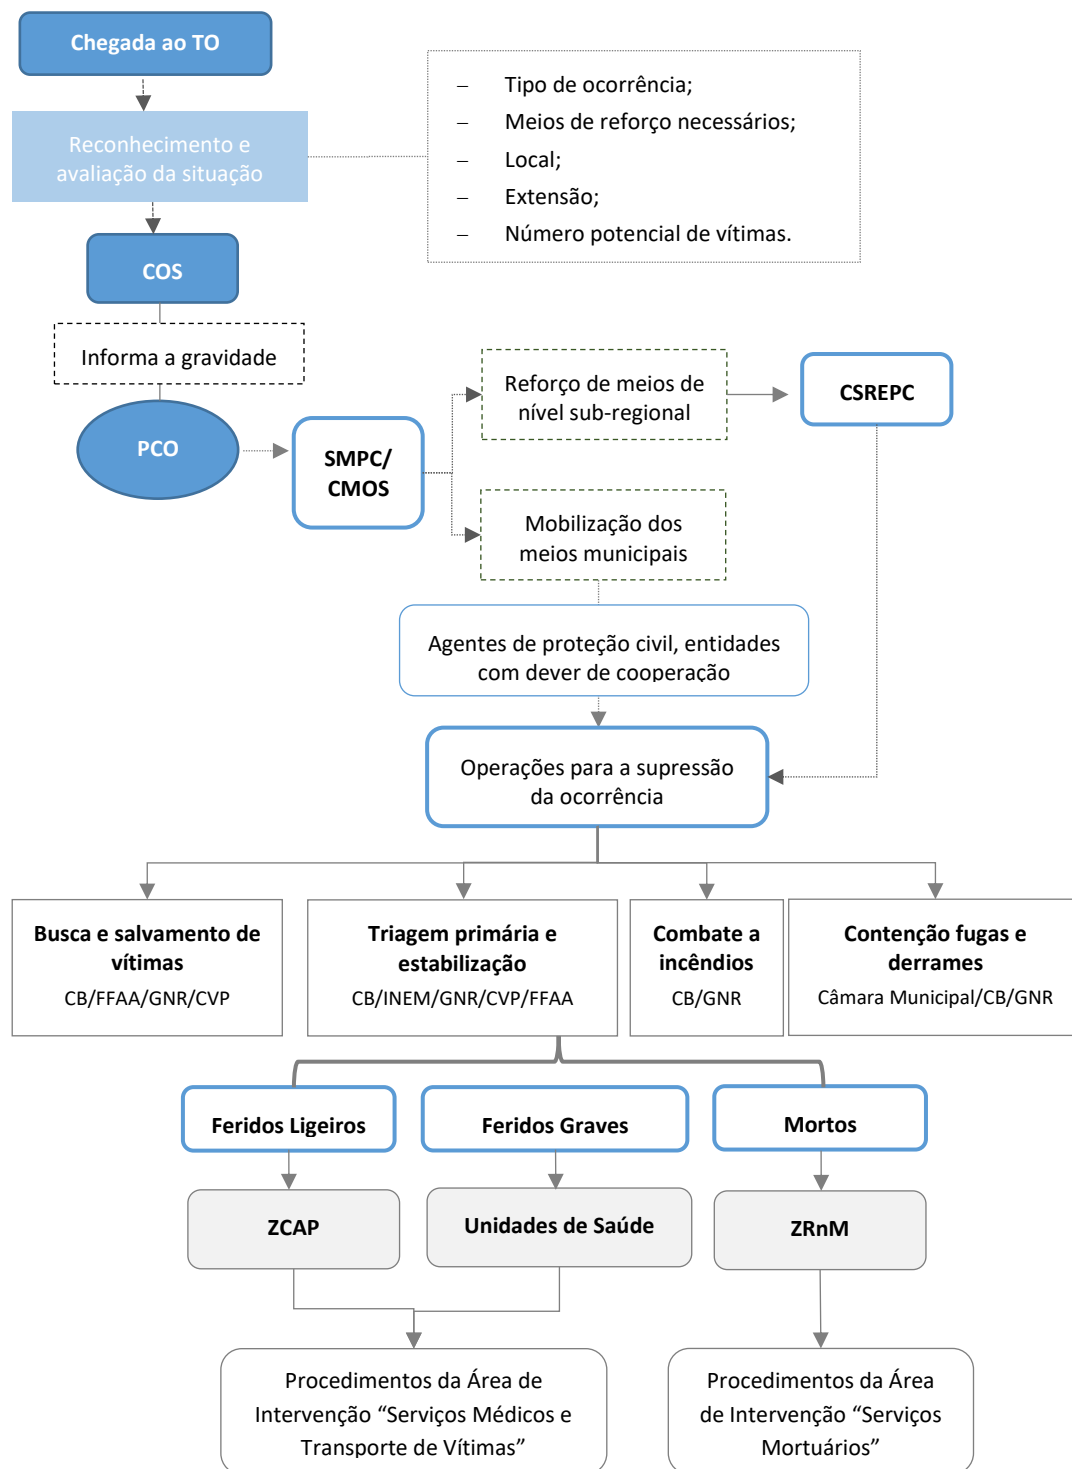 Chegada ao TO
Reconhecimento e
avaliação da situação
– Tipo de ocorrência;
– Meios de reforço necessários;
– Local;
– Extensão;
– Número potencial de vítimas.
COS
Informa a gravidade
PCO
SMPC/
CMOS
Reforço de meios de
nível sub-regional
CSREPC
Mobilização dos
meios municipais
Agentes de proteção civil, entidades
com dever de cooperação
Operações para a supressão
da ocorrência
Busca e salvamento de
vítimas
CB/FFAA/GNR/CVP
Triagem primária e
estabilização
CB/INEM/GNR/CVP/FFAA
Combate a
incêndios
CB/GNR
Contenção fugas e
derrames
Câmara Municipal/CB/GNR
Feridos Ligeiros
Feridos Graves
Mortos
ZCAP
Unidades de Saúde
ZRnM
Procedimentos da Área de
Intervenção “Serviços Médicos e
Transporte de Vítimas”
Procedimentos da Área
de Intervenção “Serviços
Mortuários”